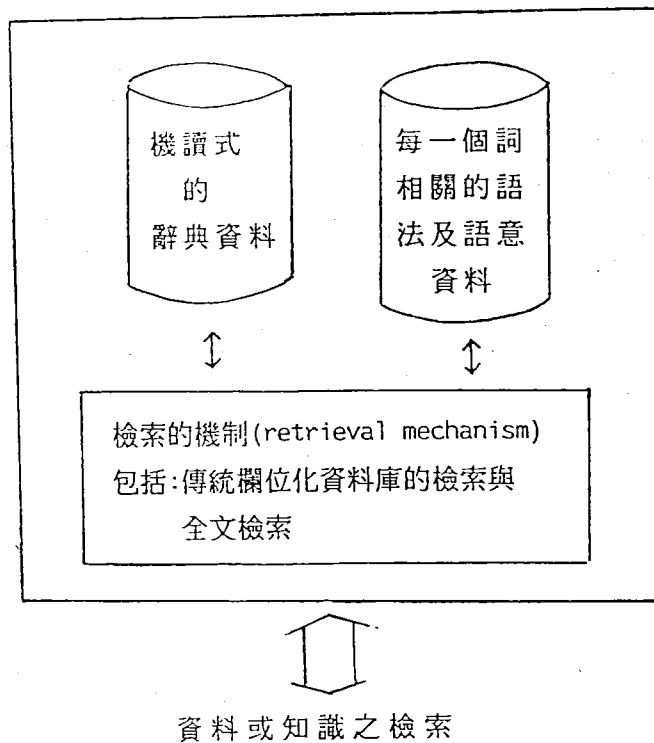 機讀式
的
辭典資料
每一個詞
相關的語
法及語意
資料
檢索的機制(retrieval mechanism)
包括:傳統欄位化資料庫的檢索與
全文檢索
資料或知識之檢索